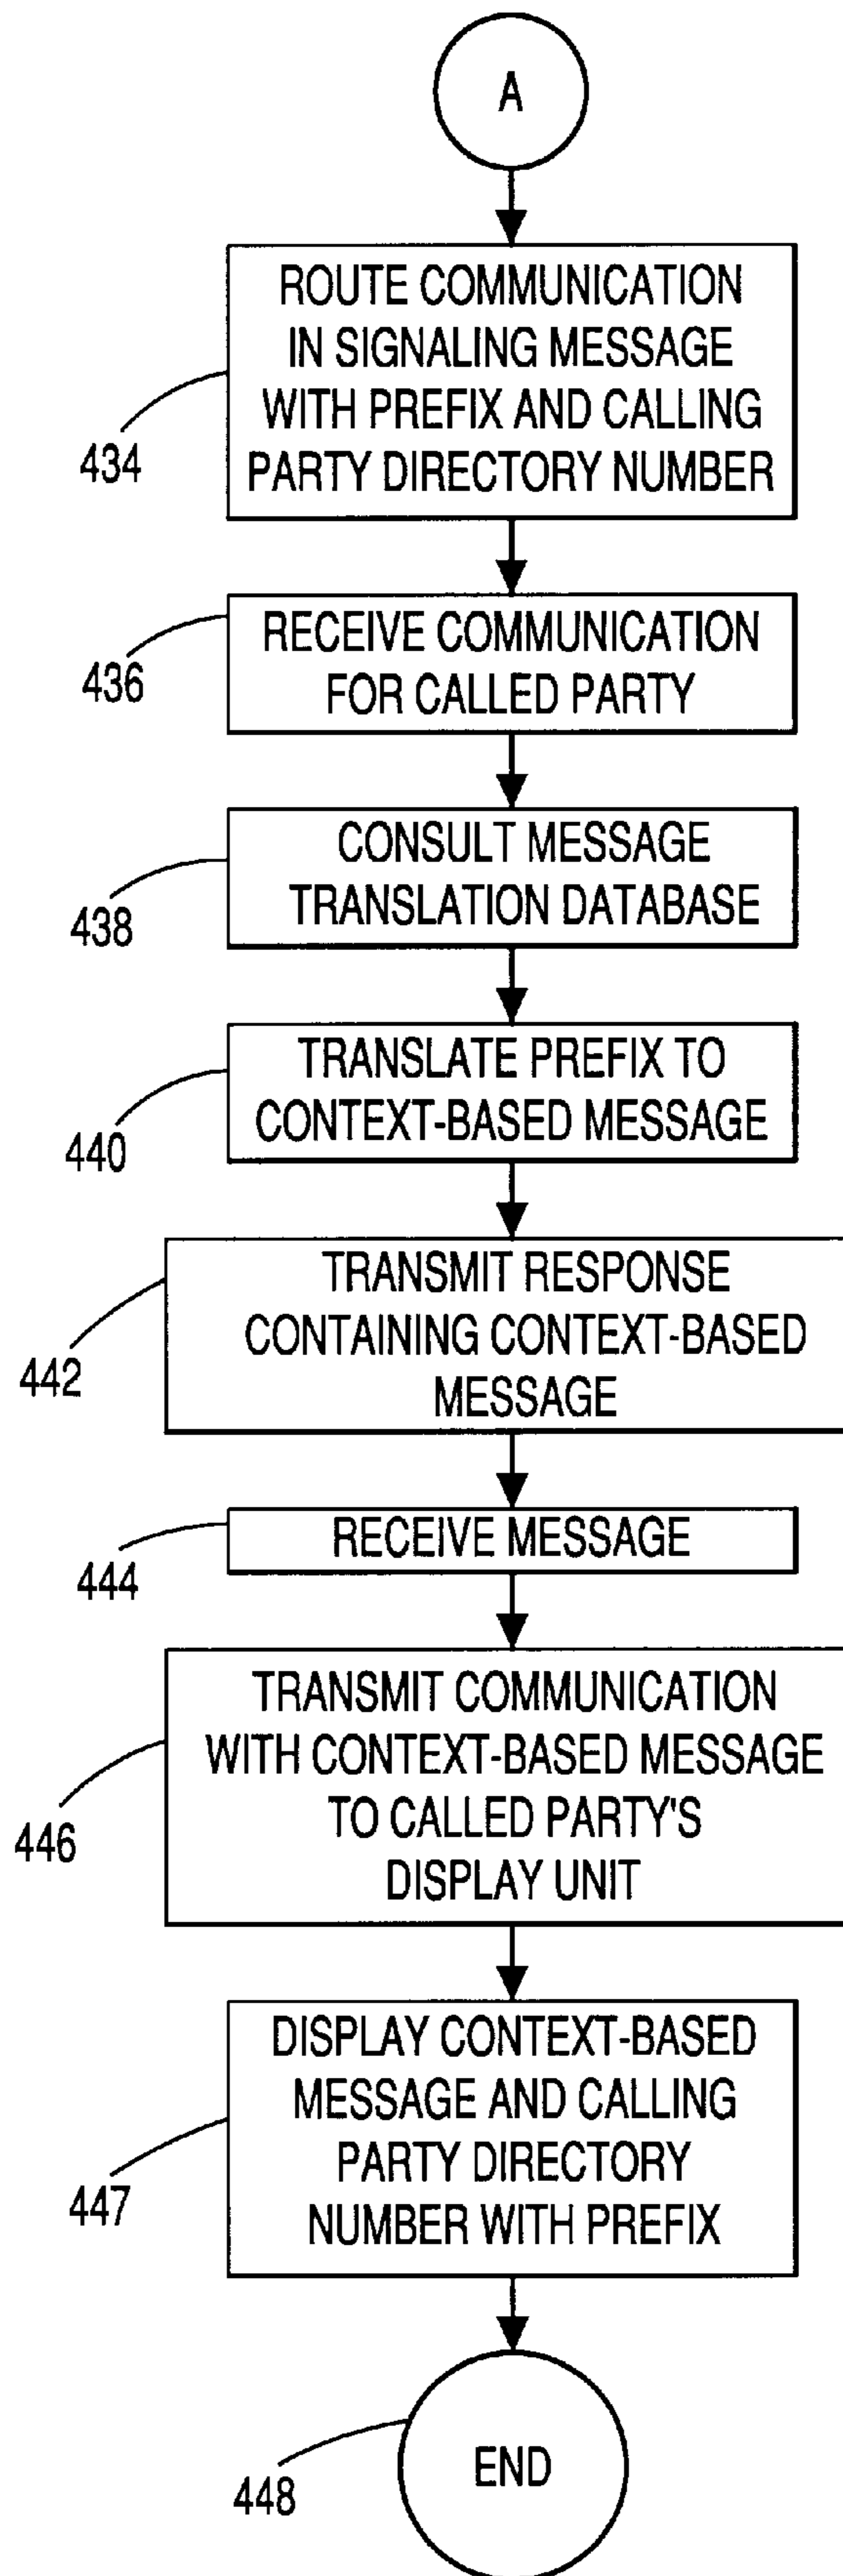 A
ROUTE COMMUNICATION
IN SIGNALING MESSAGE
WITH PREFIX AND CALLING
PARTY DIRECTORY NUMBER
434
RECEIVE COMMUNICATION
FOR CALLED PARTY
436
CONSULT MESSAGE
TRANSLATION DATABASE
438
TRANSLATE PREFIX TO
CONTEXT-BASED MESSAGE
440
TRANSMIT RESPONSE
CONTAINING CONTEXT-BASED
MESSAGE
442
RECEIVE MESSAGE
444
TRANSMIT COMMUNICATION
WITH CONTEXT-BASED MESSAGE
TO CALLED PARTY'S
DISPLAY UNIT
446
DISPLAY CONTEXT-BASED
MESSAGE AND CALLING
PARTY DIRECTORY
NUMBER WITH PREFIX
447
END
448